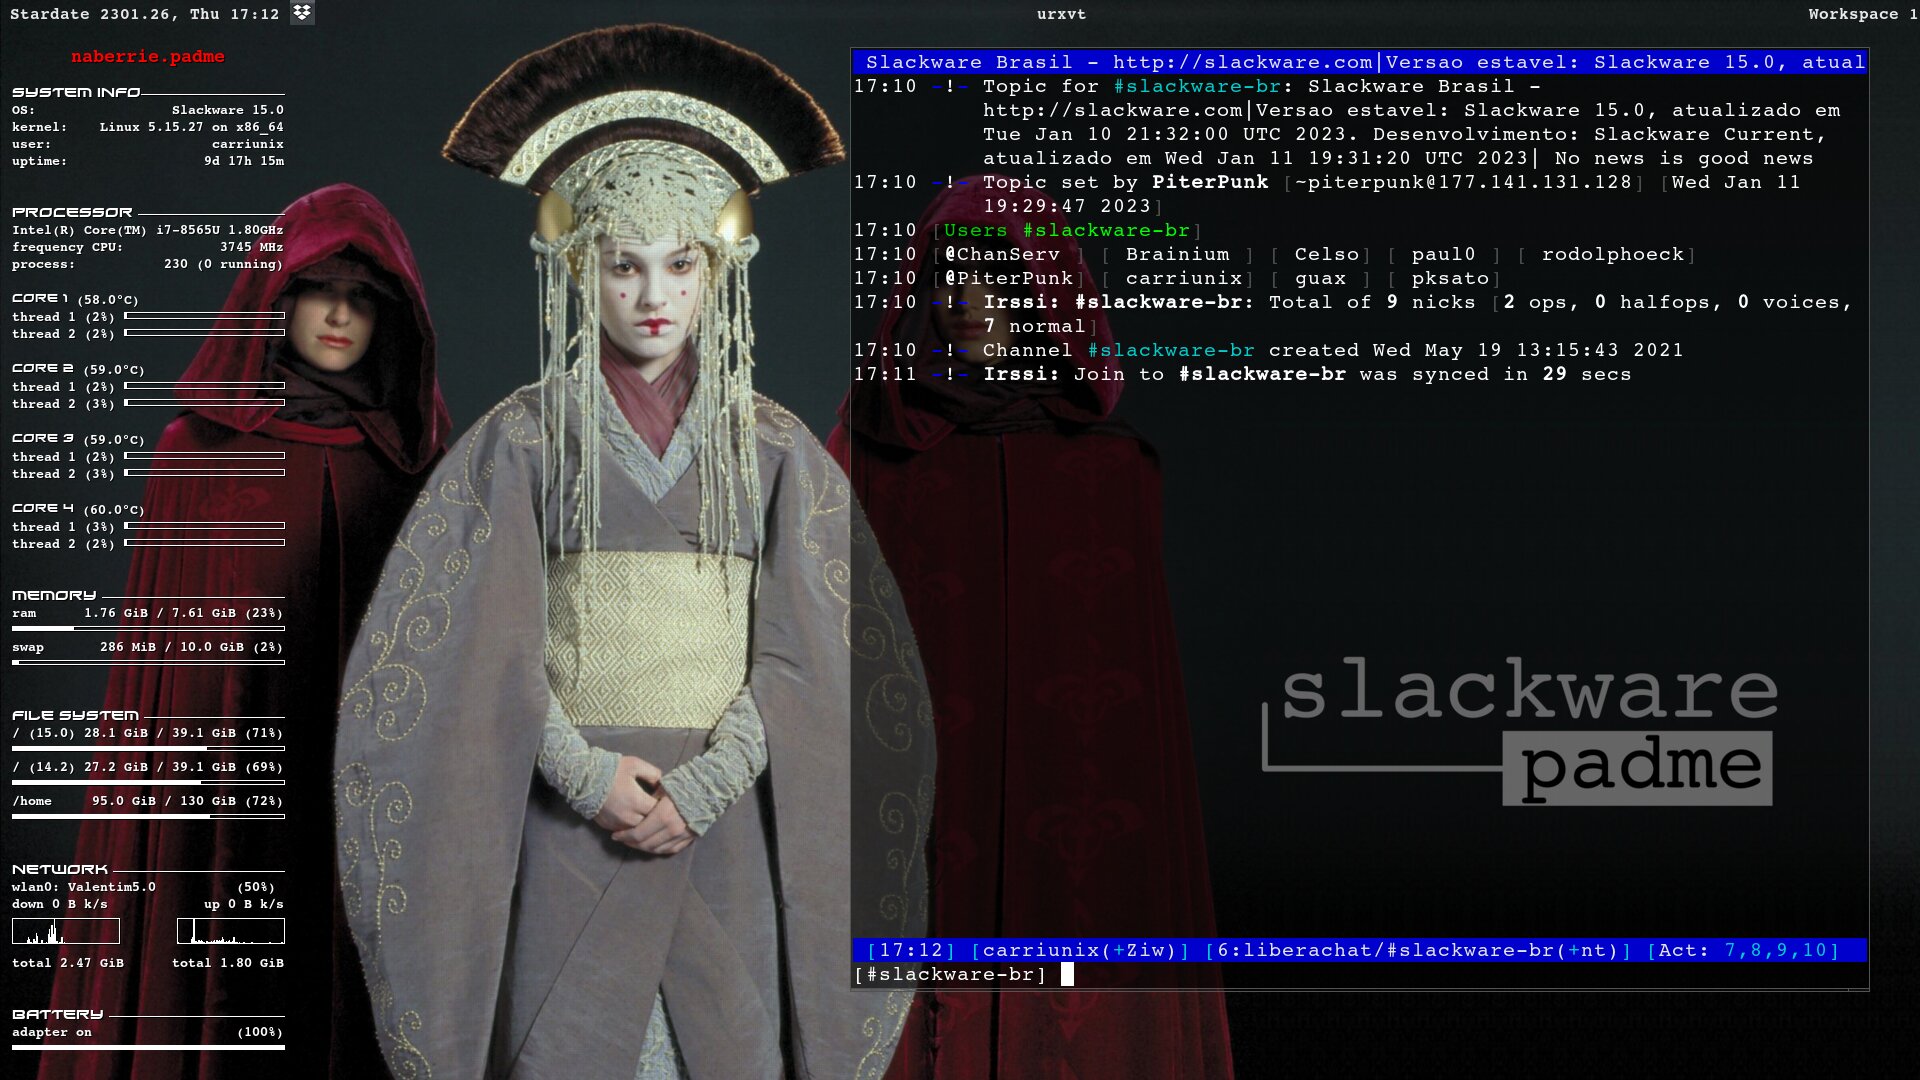 Stardate 2301.26, Thu 17:12
urxvt
Workspace 1
naberrie.padme
SYSTEM INFO
OS: Slackware 15.0
kernel: Linux 5.15.27 on x86_64
user: carriunix
uptime: 9d 17h 15m
PROCESSOR
Intel(R) Core(TM) i7-8565U 1.80GHz
frequency CPU: 3745 MHz
process: 230 (0 running)
CORE 1 (58.0°C)
thread 1 (2%)
thread 2 (2%)
CORE 2 (59.0°C)
thread 1 (2%)
thread 2 (3%)
CORE 3 (59.0°C)
thread 1 (2%)
thread 2 (3%)
CORE 4 (60.0°C)
thread 1 (3%)
thread 2 (2%)
MEMORY
ram 1.76 GiB / 7.61 GiB (23%)
swap 286 MiB / 10.0 GiB (2%)
FILE SYSTEM
/ (15.0) 28.1 GiB / 39.1 GiB (71%)
/ (14.2) 27.2 GiB / 39.1 GiB (69%)
/home 95.0 GiB / 130 GiB (72%)
NETWORK
wlan0: Valentim5.0 (50%)
down 0 B k/s up 0 B k/s
total 2.47 GiB total 1.80 GiB
BATTERY
adapter on (100%)
Slackware Brasil - http://slackware.com|Versao estavel: Slackware 15.0, atual
17:10 -!- Topic for #slackware-br: Slackware Brasil -
http://slackware.com|Versao estavel: Slackware 15.0, atualizado em
Tue Jan 10 21:32:00 UTC 2023. Desenvolvimento: Slackware Current,
atualizado em Wed Jan 11 19:31:20 UTC 2023| No news is good news
17:10 -!- Topic set by PiterPunk [~piterpunk@177.141.131.128] [Wed Jan 11
19:29:47 2023]
17:10 [Users #slackware-br]
17:10 [@ChanServ ] [ Brainium ] [ Celso] [ paul0 ] [ rodolphoeck]
17:10 [@PiterPunk] [ carriunix] [ guax ] [ pksato]
17:10 -!- Irssi: #slackware-br: Total of 9 nicks [2 ops, 0 halfops, 0 voices,
7 normal]
17:10 -!- Channel #slackware-br created Wed May 19 13:15:43 2021
17:11 -!- Irssi: Join to #slackware-br was synced in 29 secs
slackware
padme
[17:12] [carriunix(+Ziw)] [6:liberachat/#slackware-br(+nt)] [Act: 7,8,9,10]
[#slackware-br]